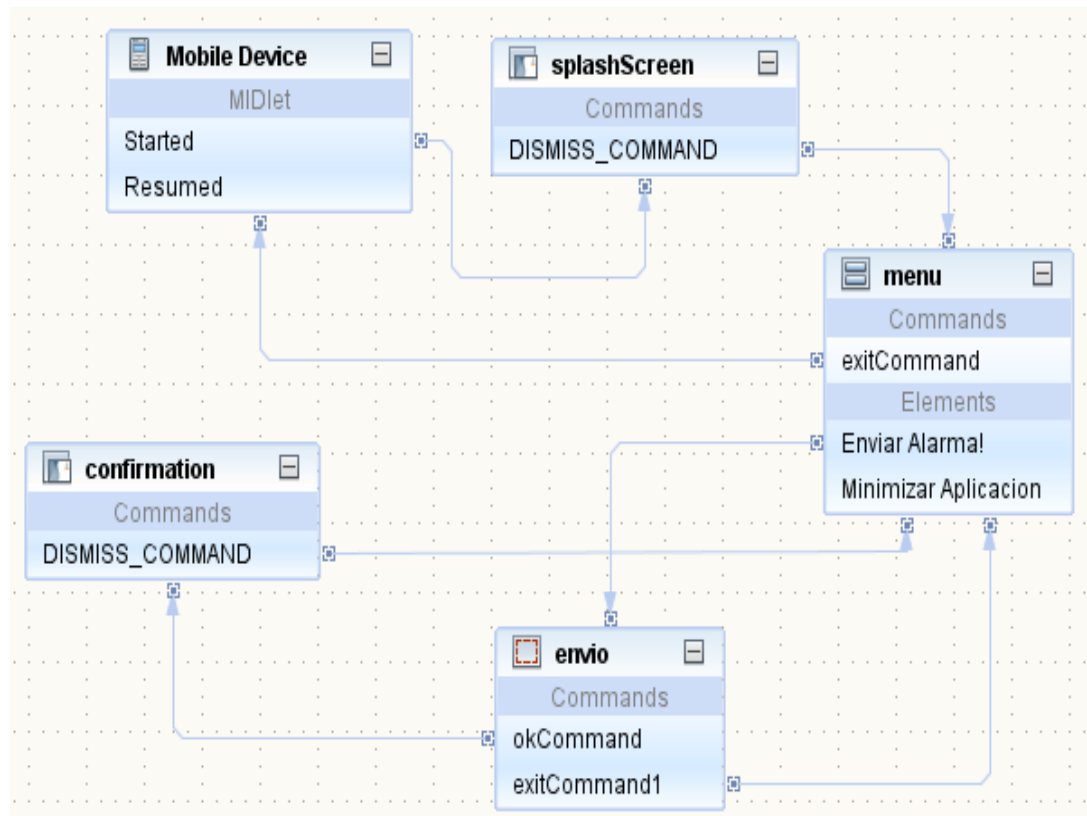 Mobile Device
MIDlet
Started
Resumed
splashScreen
Commands
DISMISS_COMMAND
menu
Commands
exitCommand
Elements
Enviar Alarma!
Minimizar Aplicacion
confirmation
Commands
DISMISS_COMMAND
envio
Commands
okCommand
exitCommand1